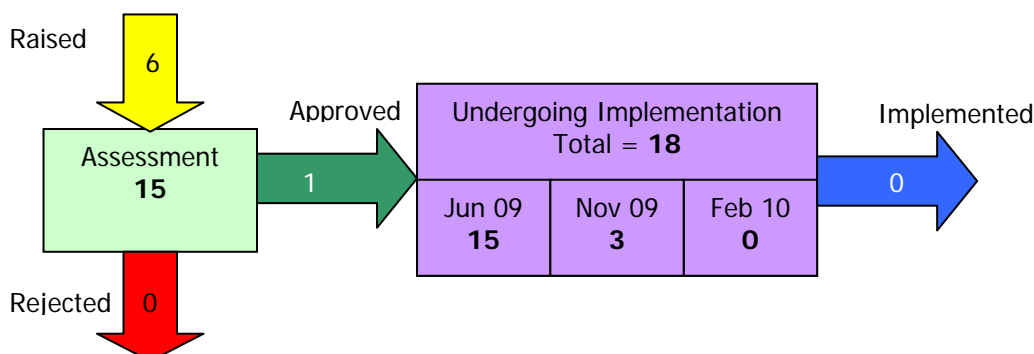 Raised
6
Approved
Undergoing Implementation
Total = 18
Implemented
Assessment
15
1
0
Jun 09
15
Nov 09
3
Feb 10
0
Rejected
0